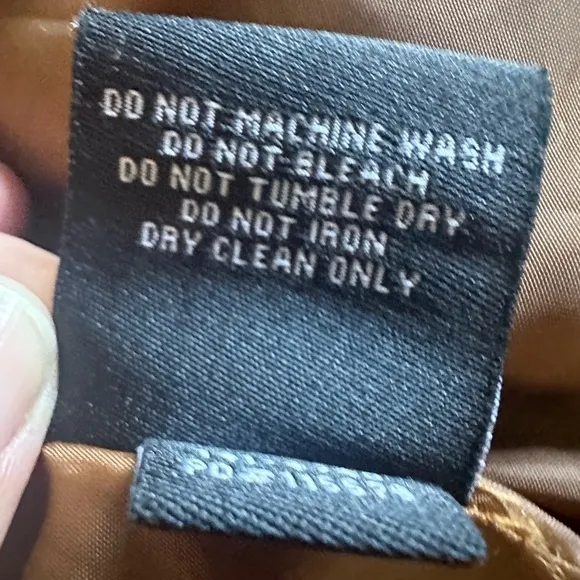 DO NOT MACHINE WASH
DO NOT BLEACH
DO NOT TUMBLE DRY
DO NOT IRON
DRY CLEAN ONLY